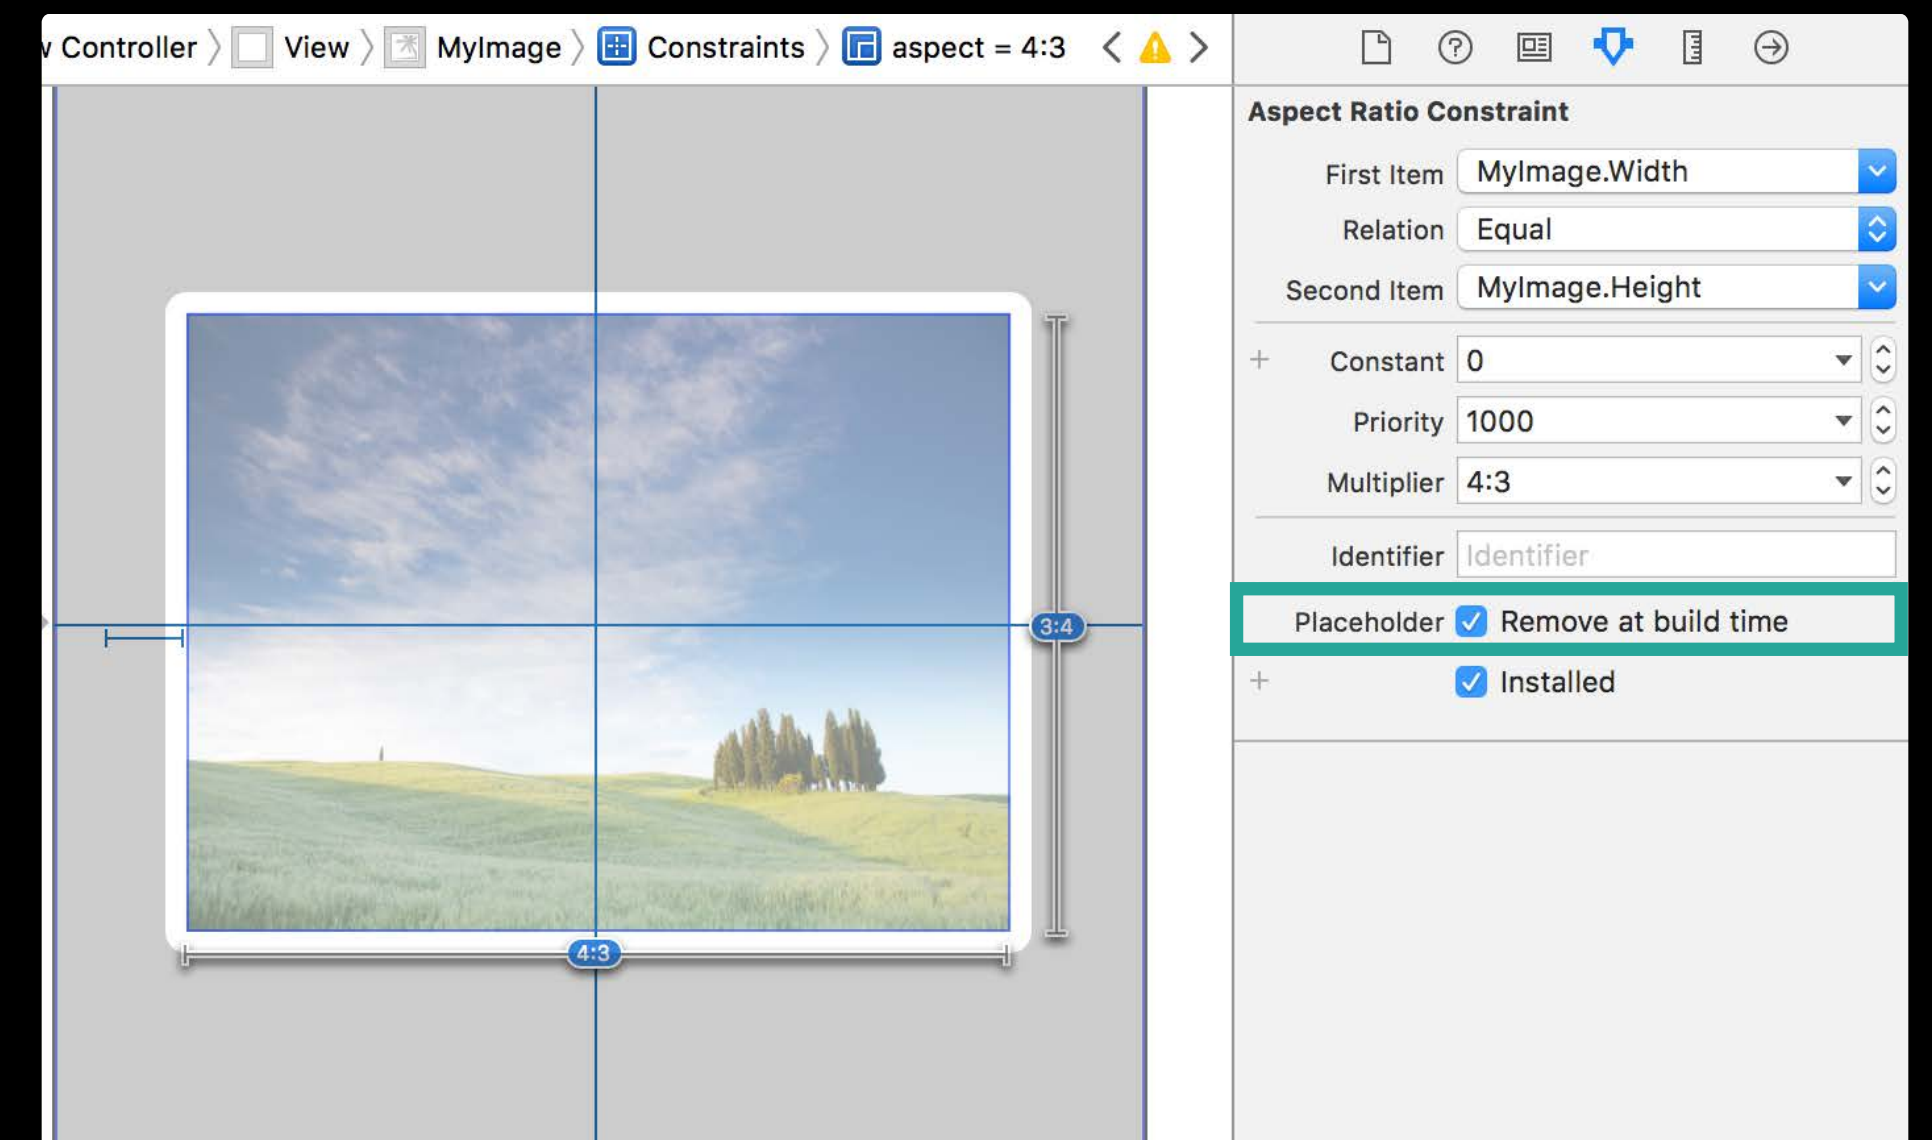 w Controller 〉 View 〉 MyImage 〉 Constraints 〉 aspect = 4:3
Aspect Ratio Constraint
First Item MyImage.Width
Relation Equal
Second Item MyImage.Height
+ Constant 0
Priority 1000
Multiplier 4:3
Identifier Identifier
Placeholder Remove at build time
+ Installed
3:4
4:3